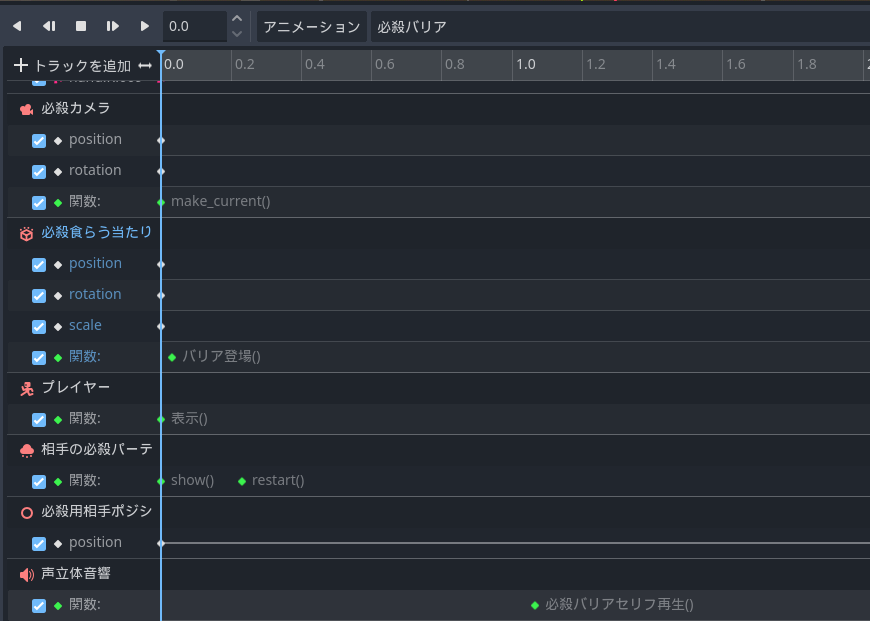 0.0 アニメーション 必殺バリア
トラックを追加 0.0 0.2 0.4 0.6 0.8 1.0 1.2 1.4 1.6 1.8
必殺カメラ
position
rotation
関数: make_current()
必殺食らう当たり
position
rotation
scale
関数: バリア登場()
プレイヤー
関数: 表示()
相手の必殺パーテ
関数: show() restart()
必殺用相手ポジシ
position
声立体音響
関数: 必殺バリアセリフ再生()